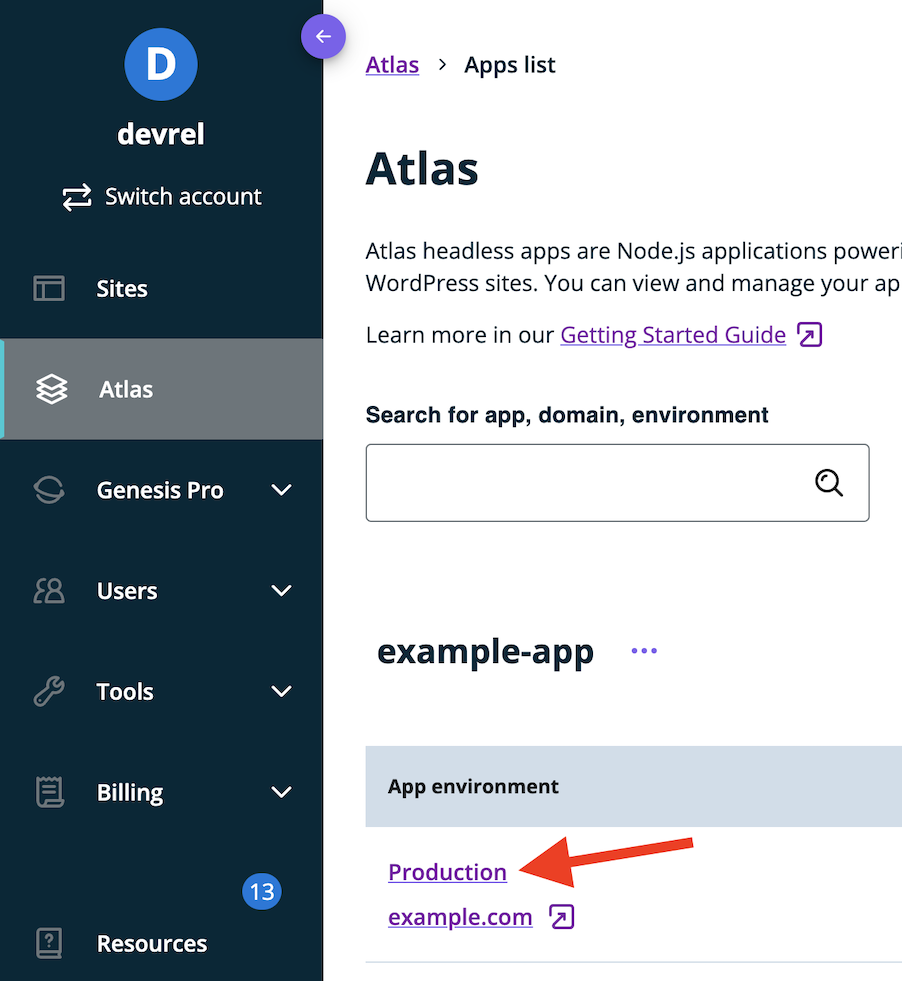 D
devrel
Switch account
Sites
Atlas
Genesis Pro
Users
Tools
Billing
13
Resources
Atlas > Apps list
Atlas
Atlas headless apps are Node.js applications poweri
WordPress sites. You can view and manage your ap
Learn more in our Getting Started Guide
Search for app, domain, environment
example-app ...
App environment
Production
example.com